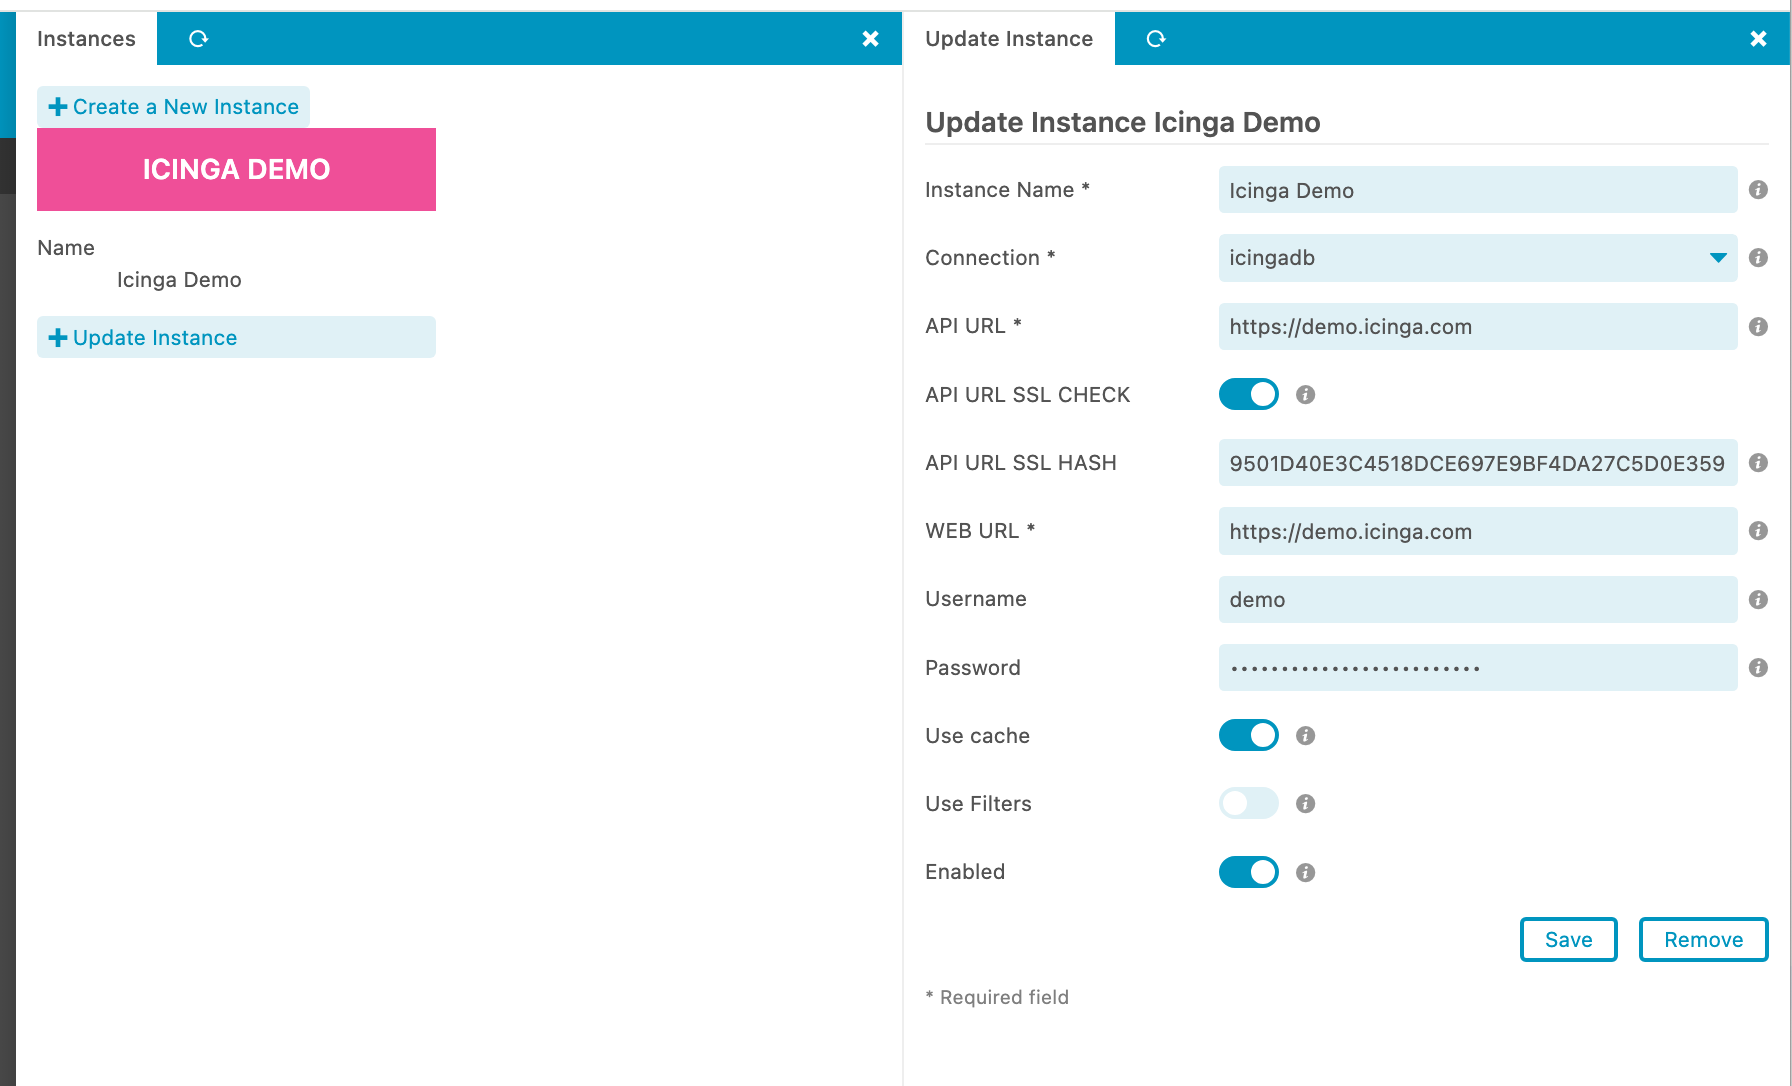 Instances
Create a New Instance
ICINGA DEMO
Name
Icinga Demo
Update Instance
Update Instance
Update Instance Icinga Demo
Instance Name * Icinga Demo
Connection * icingadb
API URL * https://demo.icinga.com
API URL SSL CHECK
API URL SSL HASH 9501D40E3C4518DCE697E9BF4DA27C5D0E359
WEB URL * https://demo.icinga.com
Username demo
Password •••••••••••••••••••••••••
Use cache
Use Filters
Enabled
Save Remove
* Required field